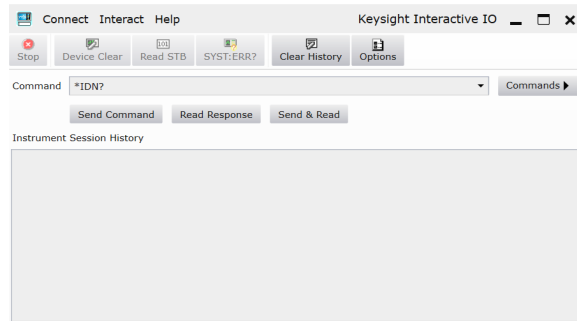 Connect Interact Help Keysight Interactive IO
Stop Device Clear Read STB SYST:ERR? Clear History Options
Command *IDN? Commands
Send Command Read Response Send & Read
Instrument Session History